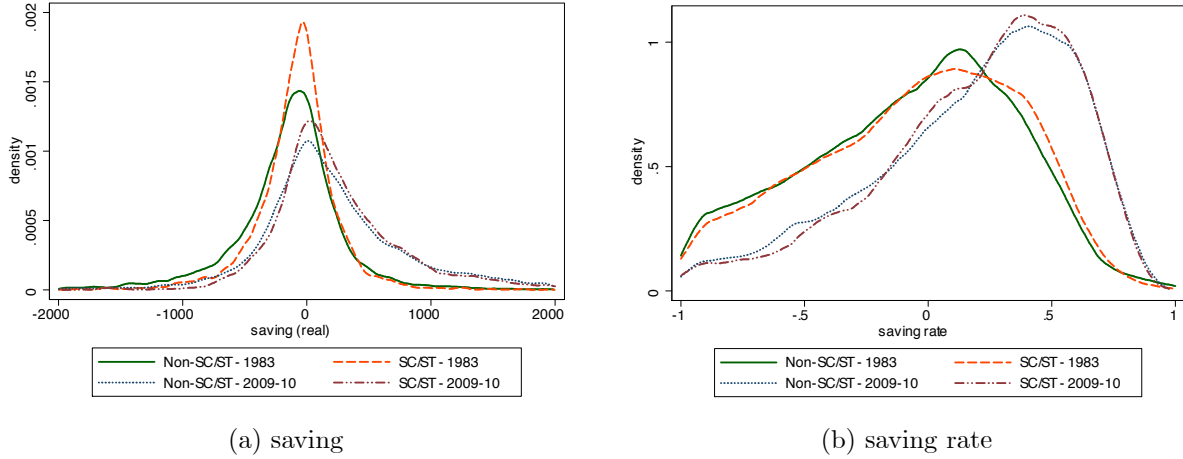 .002
.0015
.001
.0005
0
density
-2000
-1000
0
1000
2000
saving (real)
Non-SC/ST - 1983
SC/ST - 1983
Non-SC/ST - 2009-10
SC/ST - 2009-10
(a) saving
1
.5
0
density
-1
-.5
0
.5
1
saving rate
Non-SC/ST - 1983
SC/ST - 1983
Non-SC/ST - 2009-10
SC/ST - 2009-10
(b) saving rate